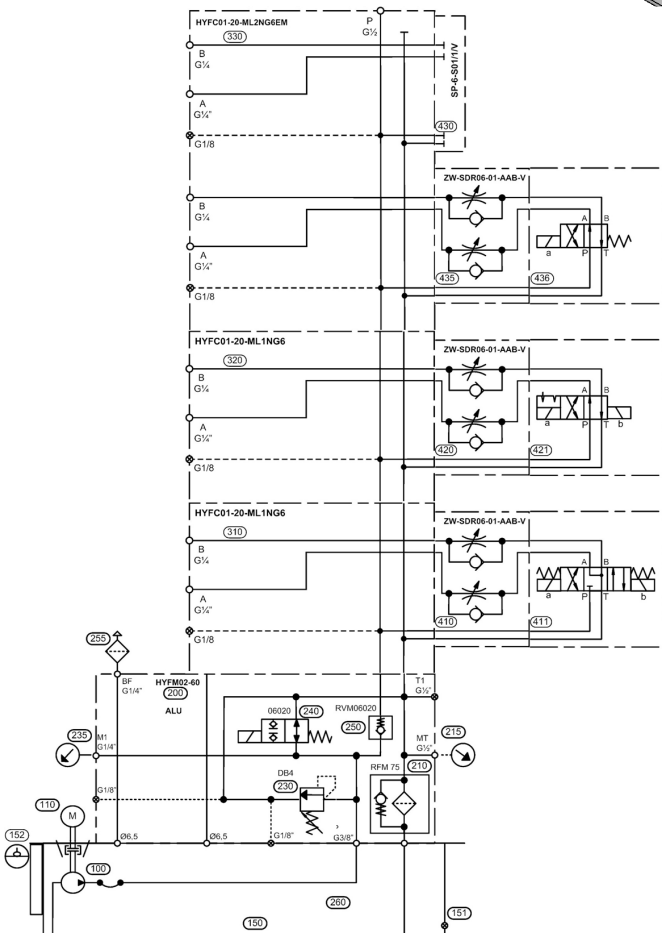 HYFC01-20-ML2NG6EM
P
G½
330
B
G¼
A
G¼"
G1/8
430
SP-6-S01/1/V
ZW-SDR06-01-AAB-V
B
G¼
A
G¼"
G1/8
435
436
A
B
a
P
T
HYFC01-20-ML1NG6
320
B
G¼
A
G¼"
G1/8
ZW-SDR06-01-AAB-V
420
421
A
B
a
P
T
b
HYFC01-20-ML1NG6
310
B
G¼
A
G¼"
G1/8
ZW-SDR06-01-AAB-V
410
411
A
B
a
P
T
b
255
BF
G1/4"
HYFM02-60
200
ALU
T1
G½"
06020
240
RVM06020
250
235
M1
G1/4"
MT
G½"
215
RFM 75
210
DB4
230
G1/8"
110
M
152
Ø6,5
Ø6,5
G1/8"
G3/8"
100
260
150
151